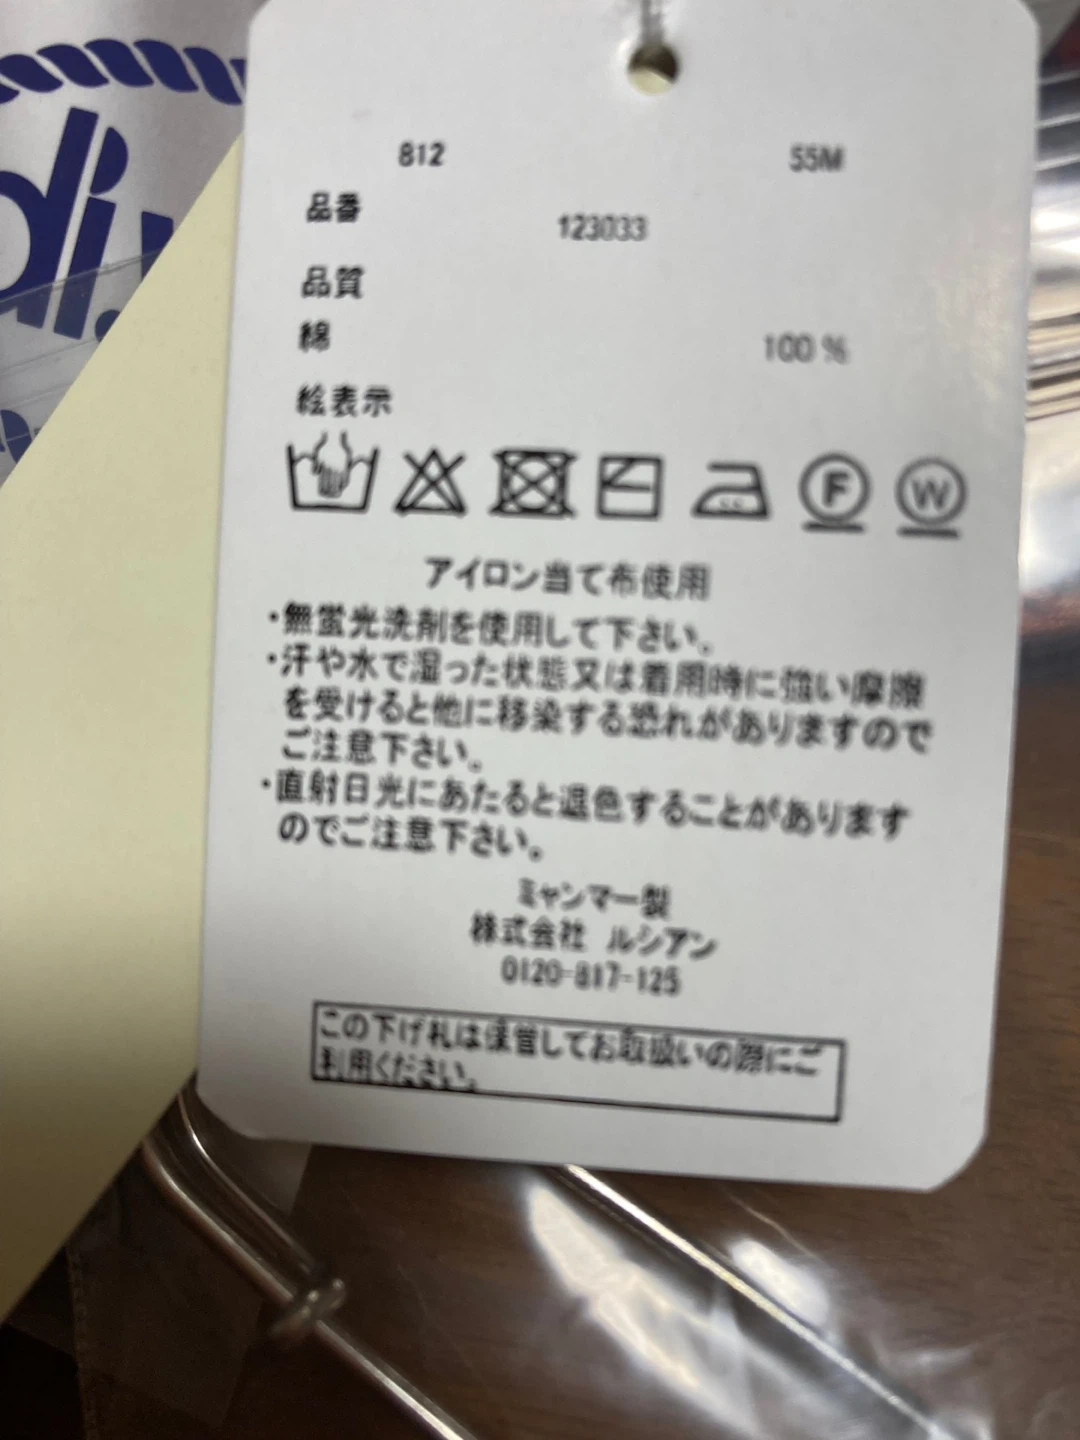 di.
812 55M
品番 123033
品質
綿 100 %
絵表示
F W
アイロン当て布使用
・無蛍光洗剤を使用して下さい。
・汗や水で湿った状態又は着用時に強い摩擦
を受けると他に移染する恐れがありますので
ご注意下さい。
・直射日光にあたると退色することがあります
のでご注意下さい。
ミャンマー製
株式会社 ルシアン
0120-817-125
この下げ札は保管してお取扱いの際にご
利用ください。